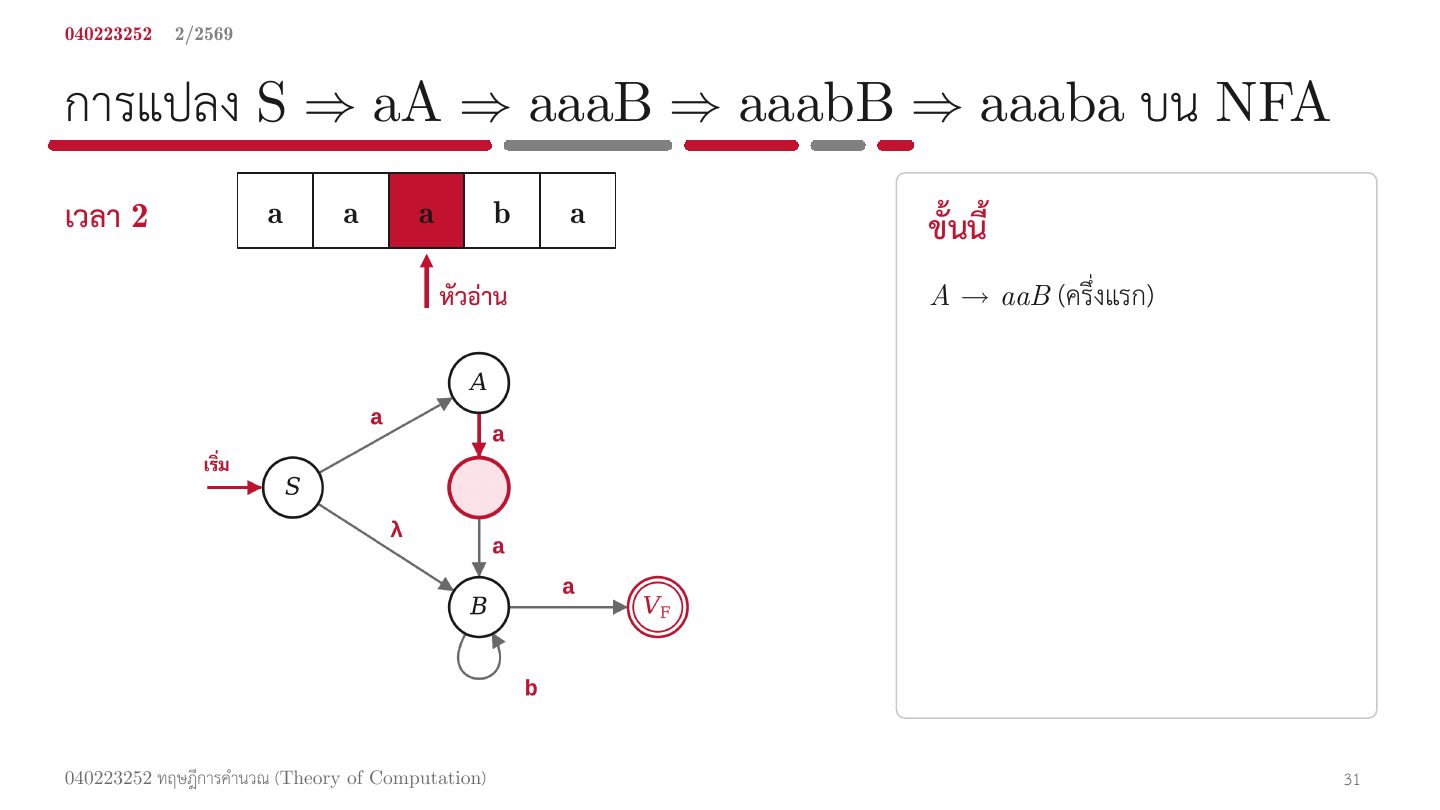 040223252 2/2569
การแปลง S ⇒ aA ⇒ aaaB ⇒ aaabB ⇒ aaaba บน NFA
เวลา 2
a a a b a
หัวอ่าน
ขั้นนี้
A → aaB (ครึ่งแรก)
A
a
a
เริ่ม
S
λ
a
a
B
V_F
b
040223252 ทฤษฎีการคำนวณ (Theory of Computation)
31